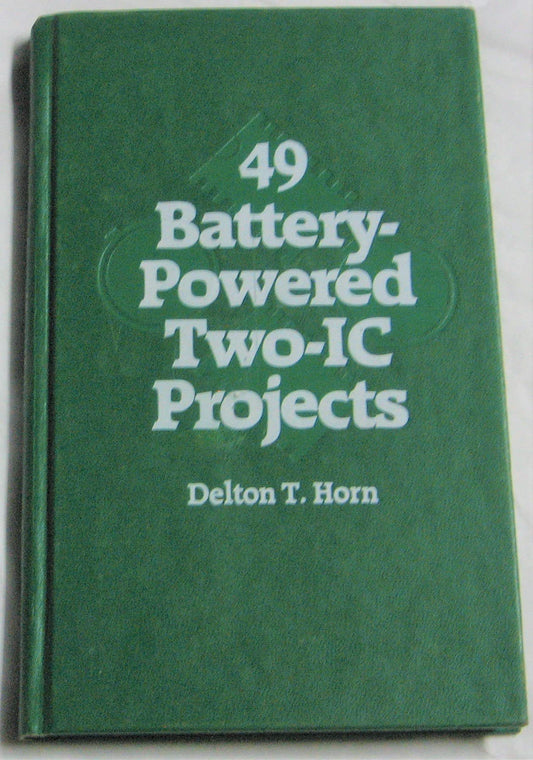 49
Battery-
Powered
Two-IC
Projects
Delton T. Horn